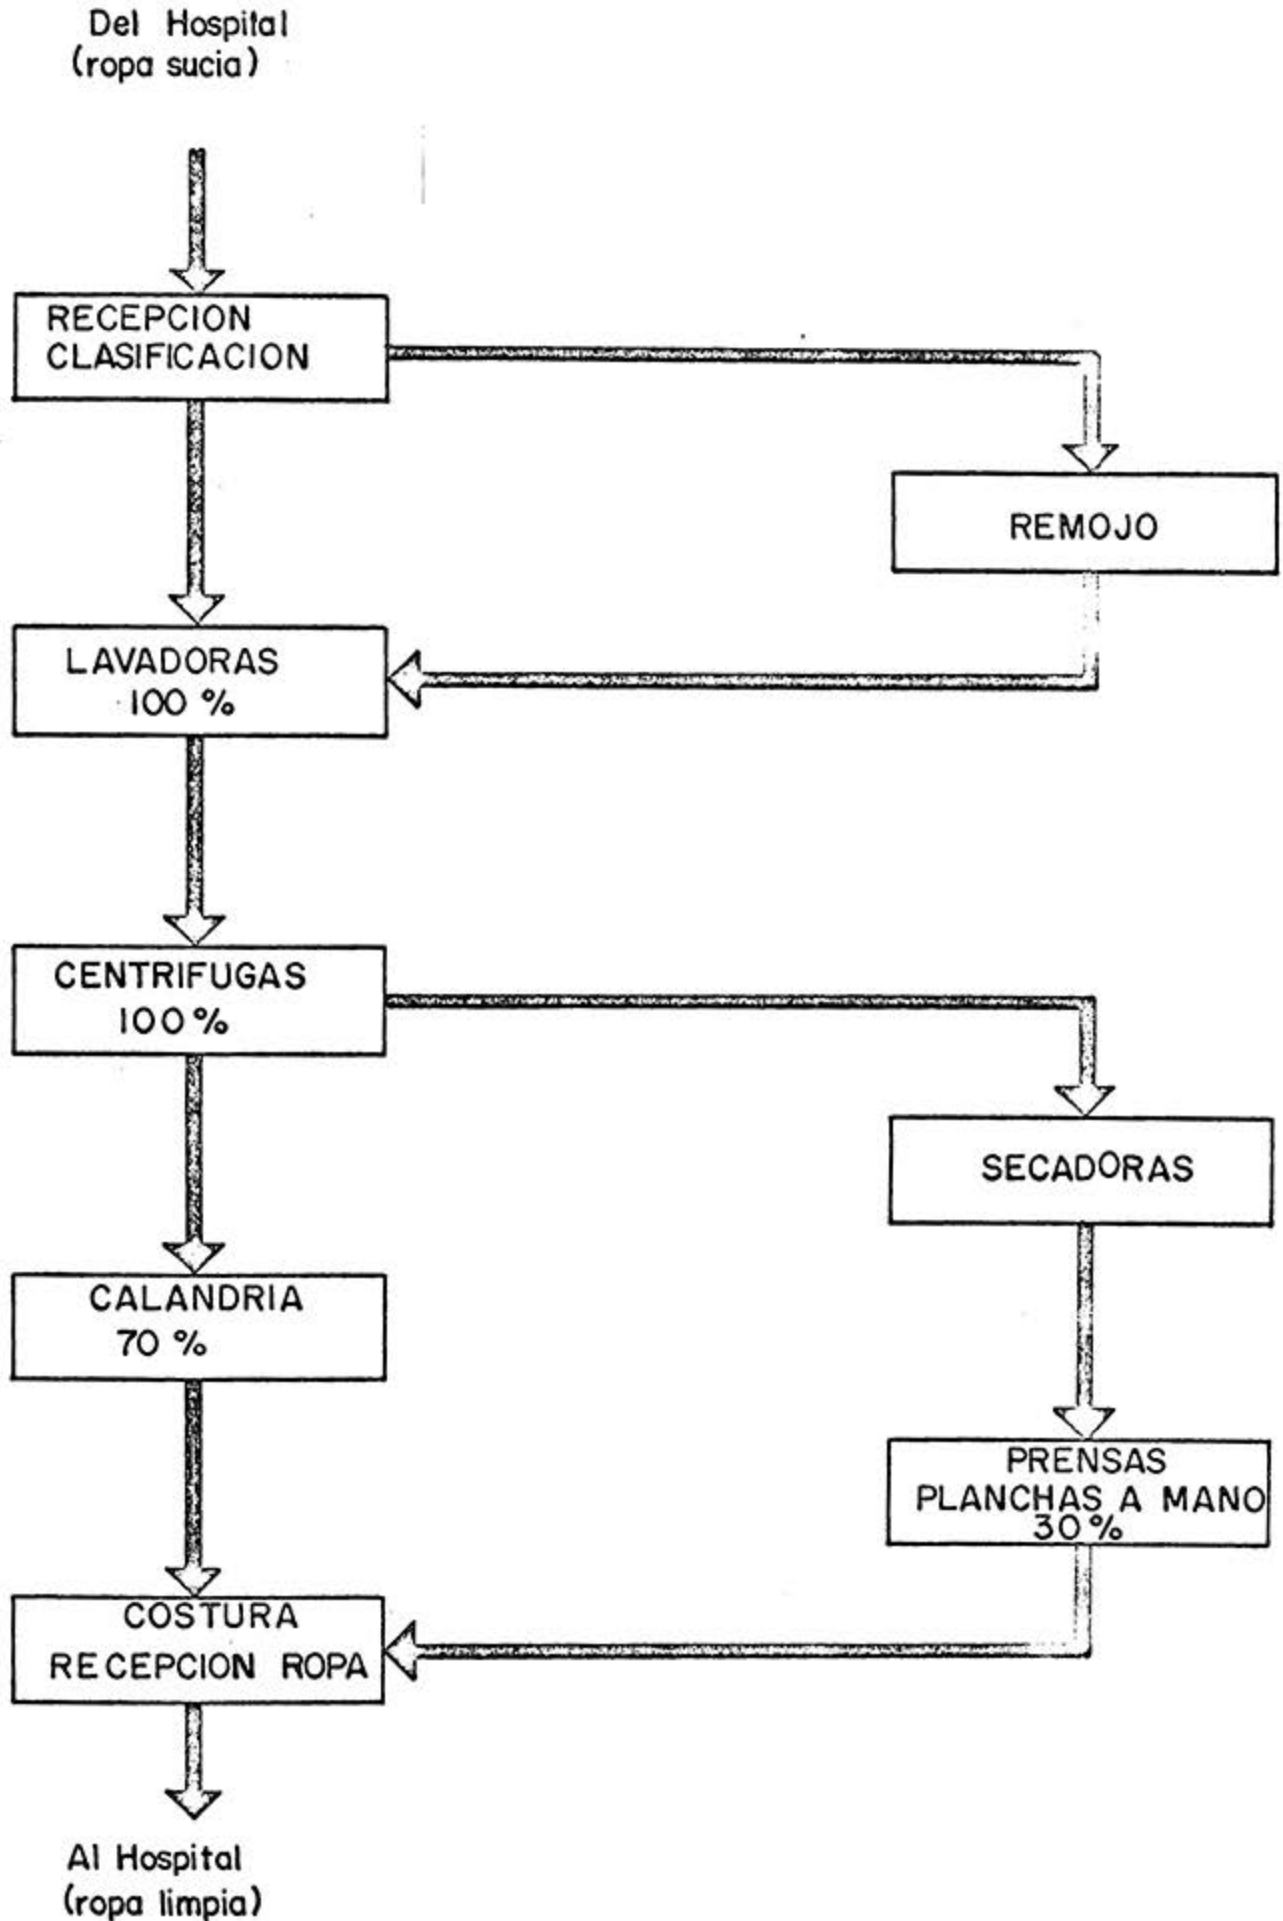 Del Hospital
(ropa sucia)
RECEPCION
CLASIFICACION
REMOJO
LAVADORAS
100 %
CENTRIFUGAS
100 %
SECADORAS
CALANDRIA
70 %
PRENSAS
PLANCHAS A MANO
30 %
COSTURA
RECEPCION ROPA
Al Hospital
(ropa limpia)